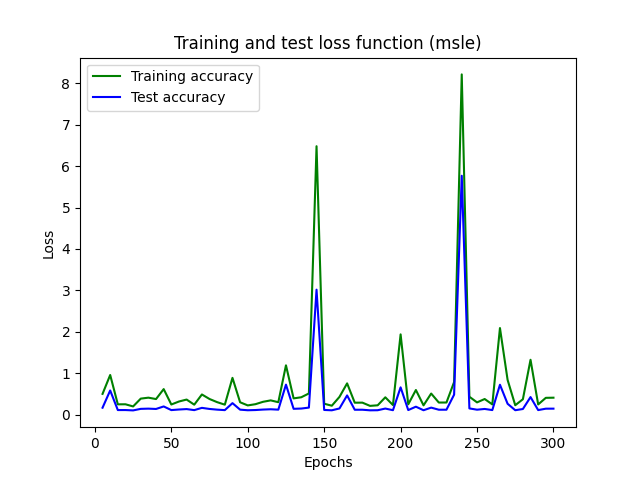 Training and test loss function (msle)
Training accuracy
Test accuracy
8
7
6
5
4
3
2
1
0
Loss
0 50 100 150 200 250 300
Epochs